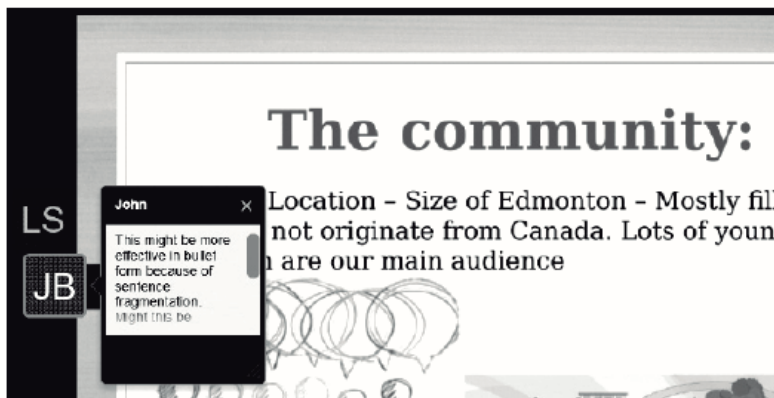 The community:
Location – Size of Edmonton – Mostly fill
not originate from Canada. Lots of youn
are our main audience
LS
JB
John
This might be more
effective in bullet
form because of
sentence
fragmentation.
Might this be